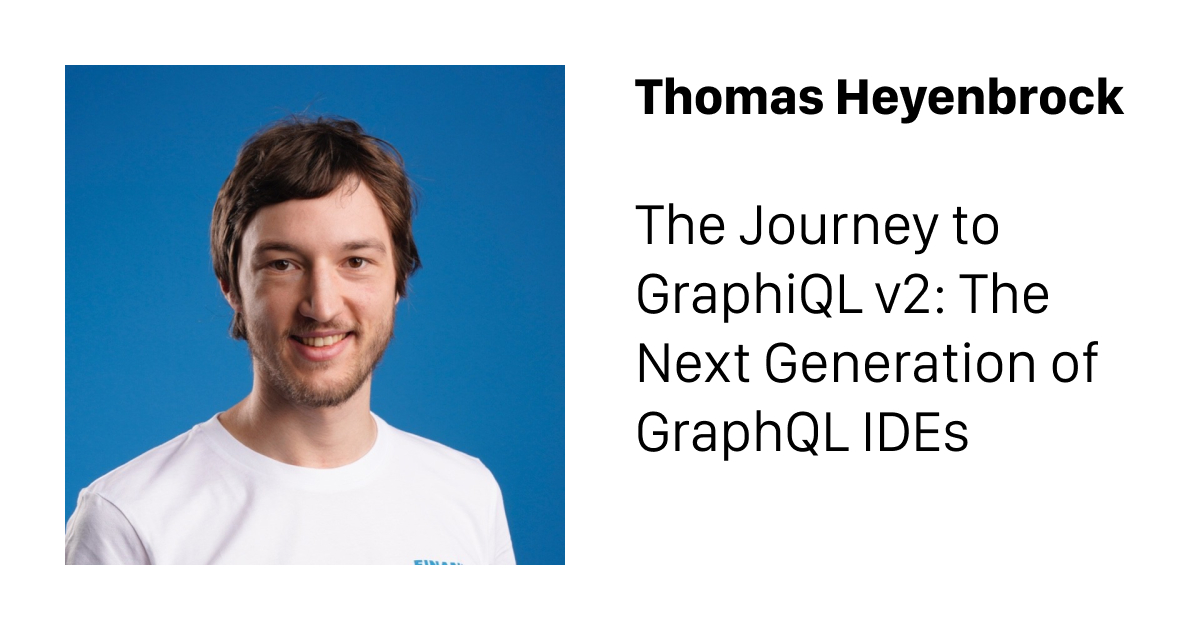 Thomas Heyenbrock
The Journey to
GraphiQL v2: The
Next Generation of
GraphQL IDEs